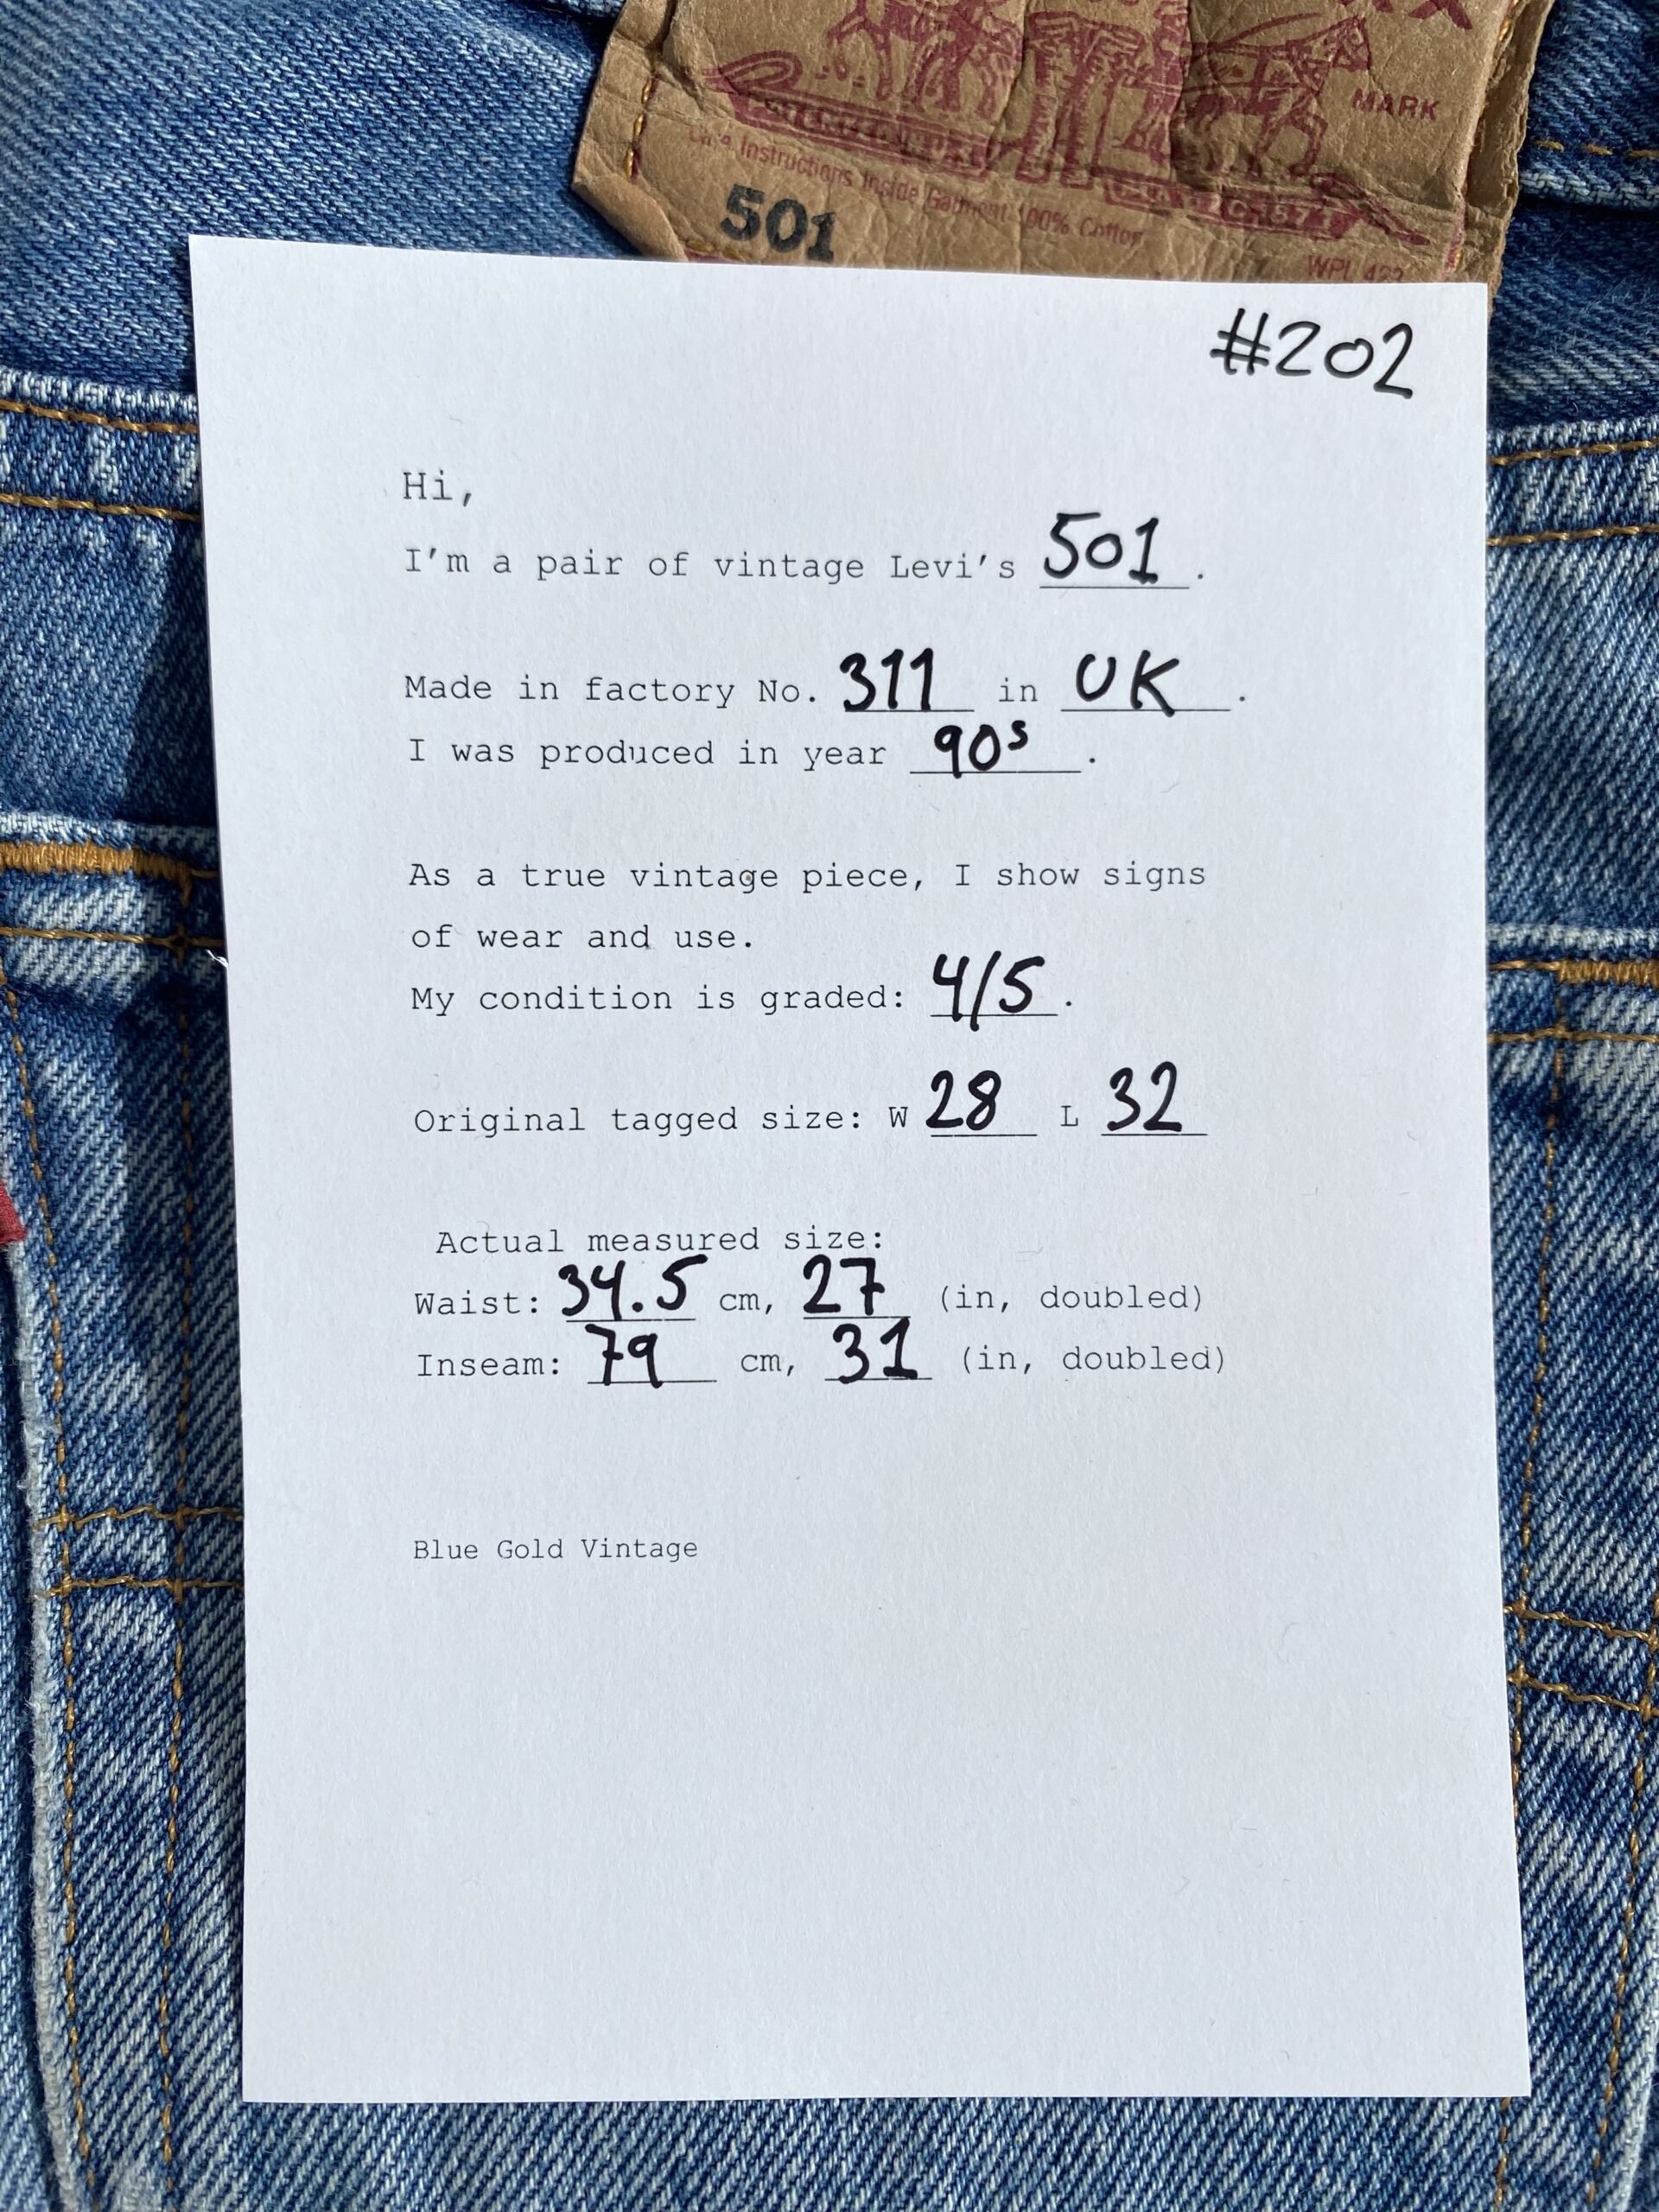 MARK
Care Instructions Inside Garment 100% Cotton
501
WPL 423
#202
Hi,
I'm a pair of vintage Levi's 501.
Made in factory No. 311 in UK.
I was produced in year 90s.
As a true vintage piece, I show signs
of wear and use.
My condition is graded: 4/5.
Original tagged size: W 28 L 32
Actual measured size:
Waist: 34.5 cm, 27 (in, doubled)
Inseam: 79 cm, 31 (in, doubled)
Blue Gold Vintage